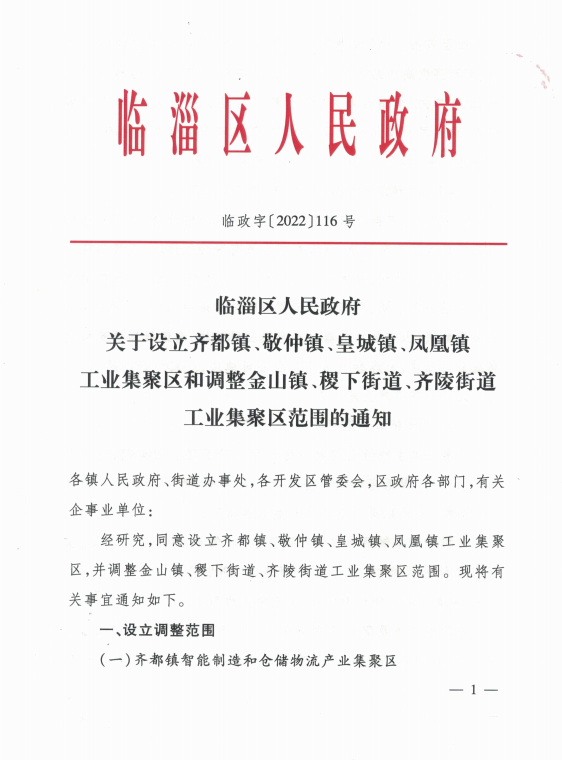 临淄区人民政府
临政字〔2022〕116 号
临淄区人民政府
关于设立齐都镇、敬仲镇、皇城镇、凤凰镇
工业集聚区和调整金山镇、稷下街道、齐陵街道
工业集聚区范围的通知
各镇人民政府、街道办事处,各开发区管委会,区政府各部门,有关
企事业单位:
经研究,同意设立齐都镇、敬仲镇、皇城镇、凤凰镇工业集聚
区,并调整金山镇、稷下街道、齐陵街道工业集聚区范围。现将有
关事宜通知如下。
一、设立调整范围
(一)齐都镇智能制造和仓储物流产业集聚区
— 1 —